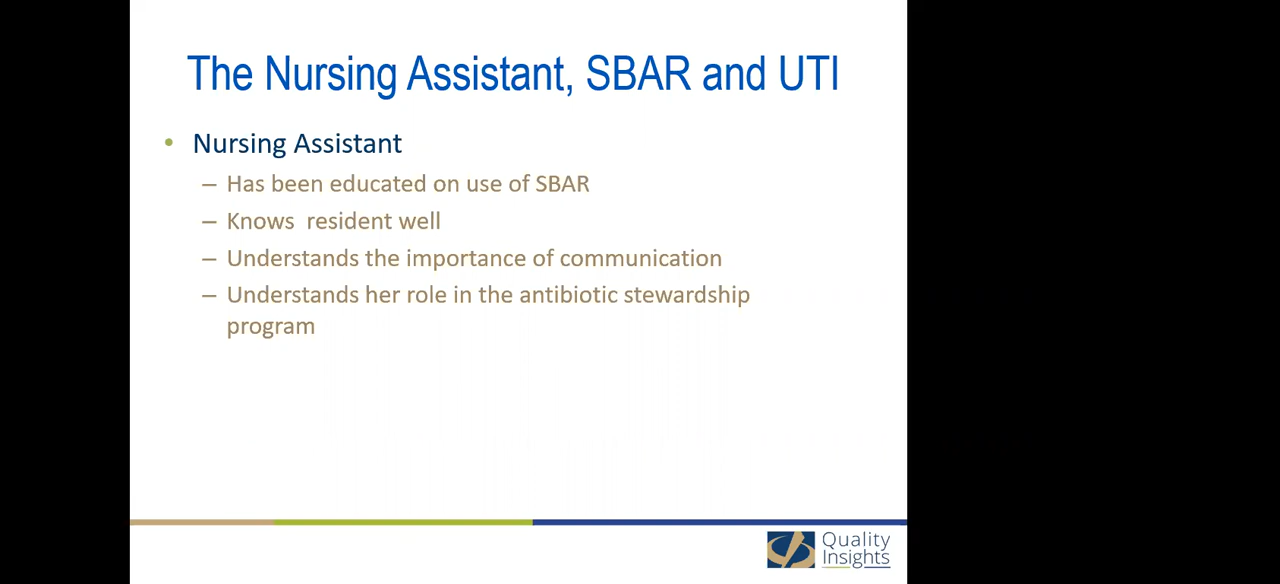 The Nursing Assistant, SBAR and UTI
• Nursing Assistant
– Has been educated on use of SBAR
– Knows  resident well
– Understands the importance of communication
– Understands her role in the antibiotic stewardship
program
Quality
Insights